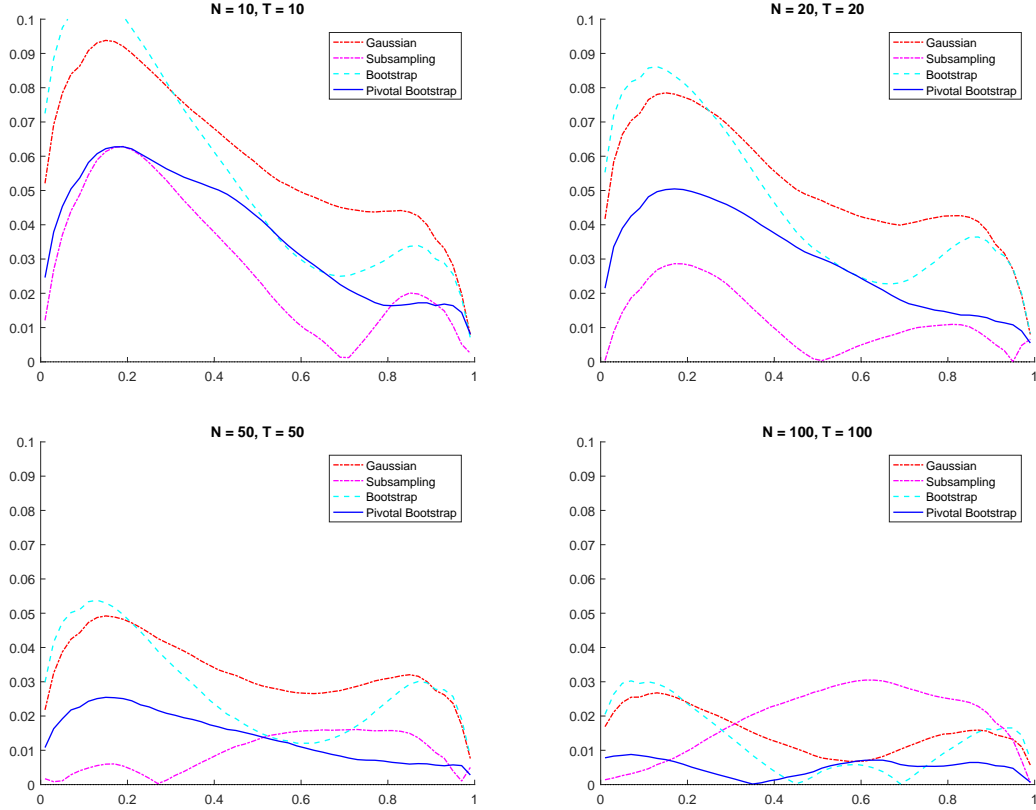 N = 10, T = 10
0.1
0.09
0.08
0.07
0.06
0.05
0.04
0.03
0.02
0.01
0
0 0.2 0.4 0.6 0.8 1
Gaussian
Subsampling
Bootstrap
Pivotal Bootstrap
N = 20, T = 20
0.1
0.09
0.08
0.07
0.06
0.05
0.04
0.03
0.02
0.01
0
0 0.2 0.4 0.6 0.8 1
Gaussian
Subsampling
Bootstrap
Pivotal Bootstrap
N = 50, T = 50
0.1
0.09
0.08
0.07
0.06
0.05
0.04
0.03
0.02
0.01
0
0 0.2 0.4 0.6 0.8 1
Gaussian
Subsampling
Bootstrap
Pivotal Bootstrap
N = 100, T = 100
0.1
0.09
0.08
0.07
0.06
0.05
0.04
0.03
0.02
0.01
0
0 0.2 0.4 0.6 0.8 1
Gaussian
Subsampling
Bootstrap
Pivotal Bootstrap